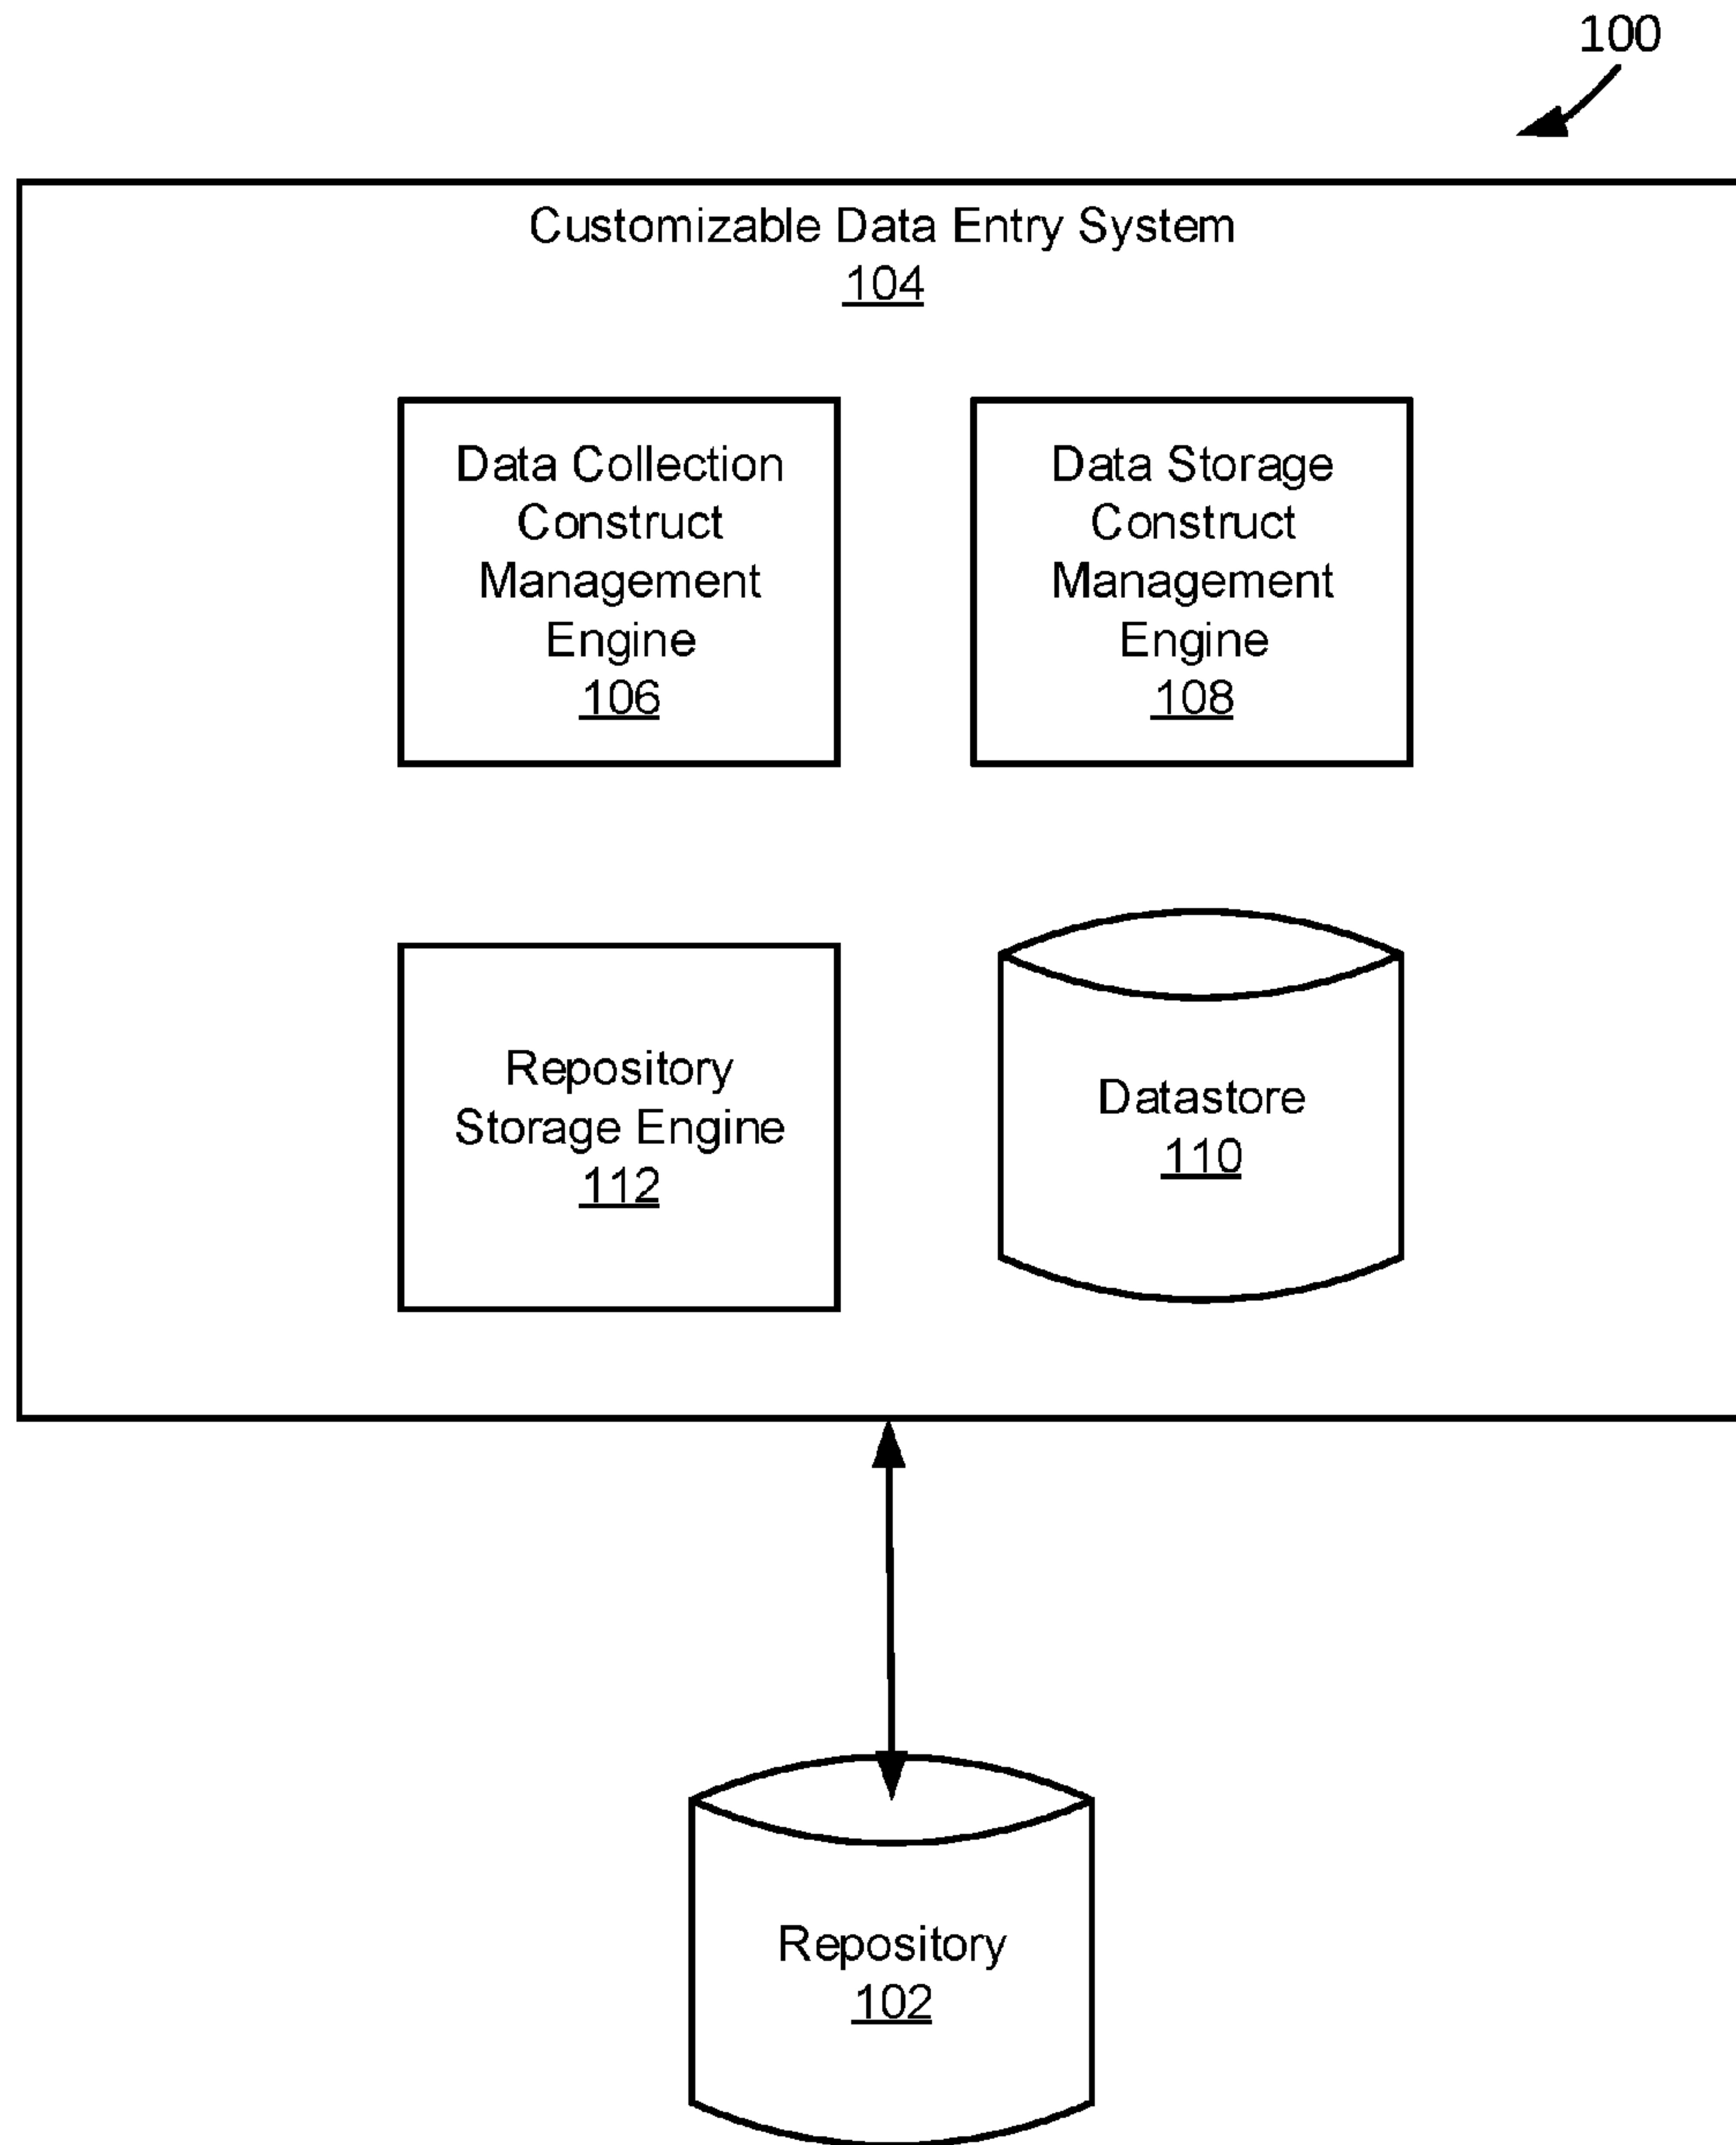 100
Customizable Data Entry System
104
Data Collection
Construct
Management
Engine
106
Data Storage
Construct
Management
Engine
108
Repository
Storage Engine
112
Datastore
110
Repository
102